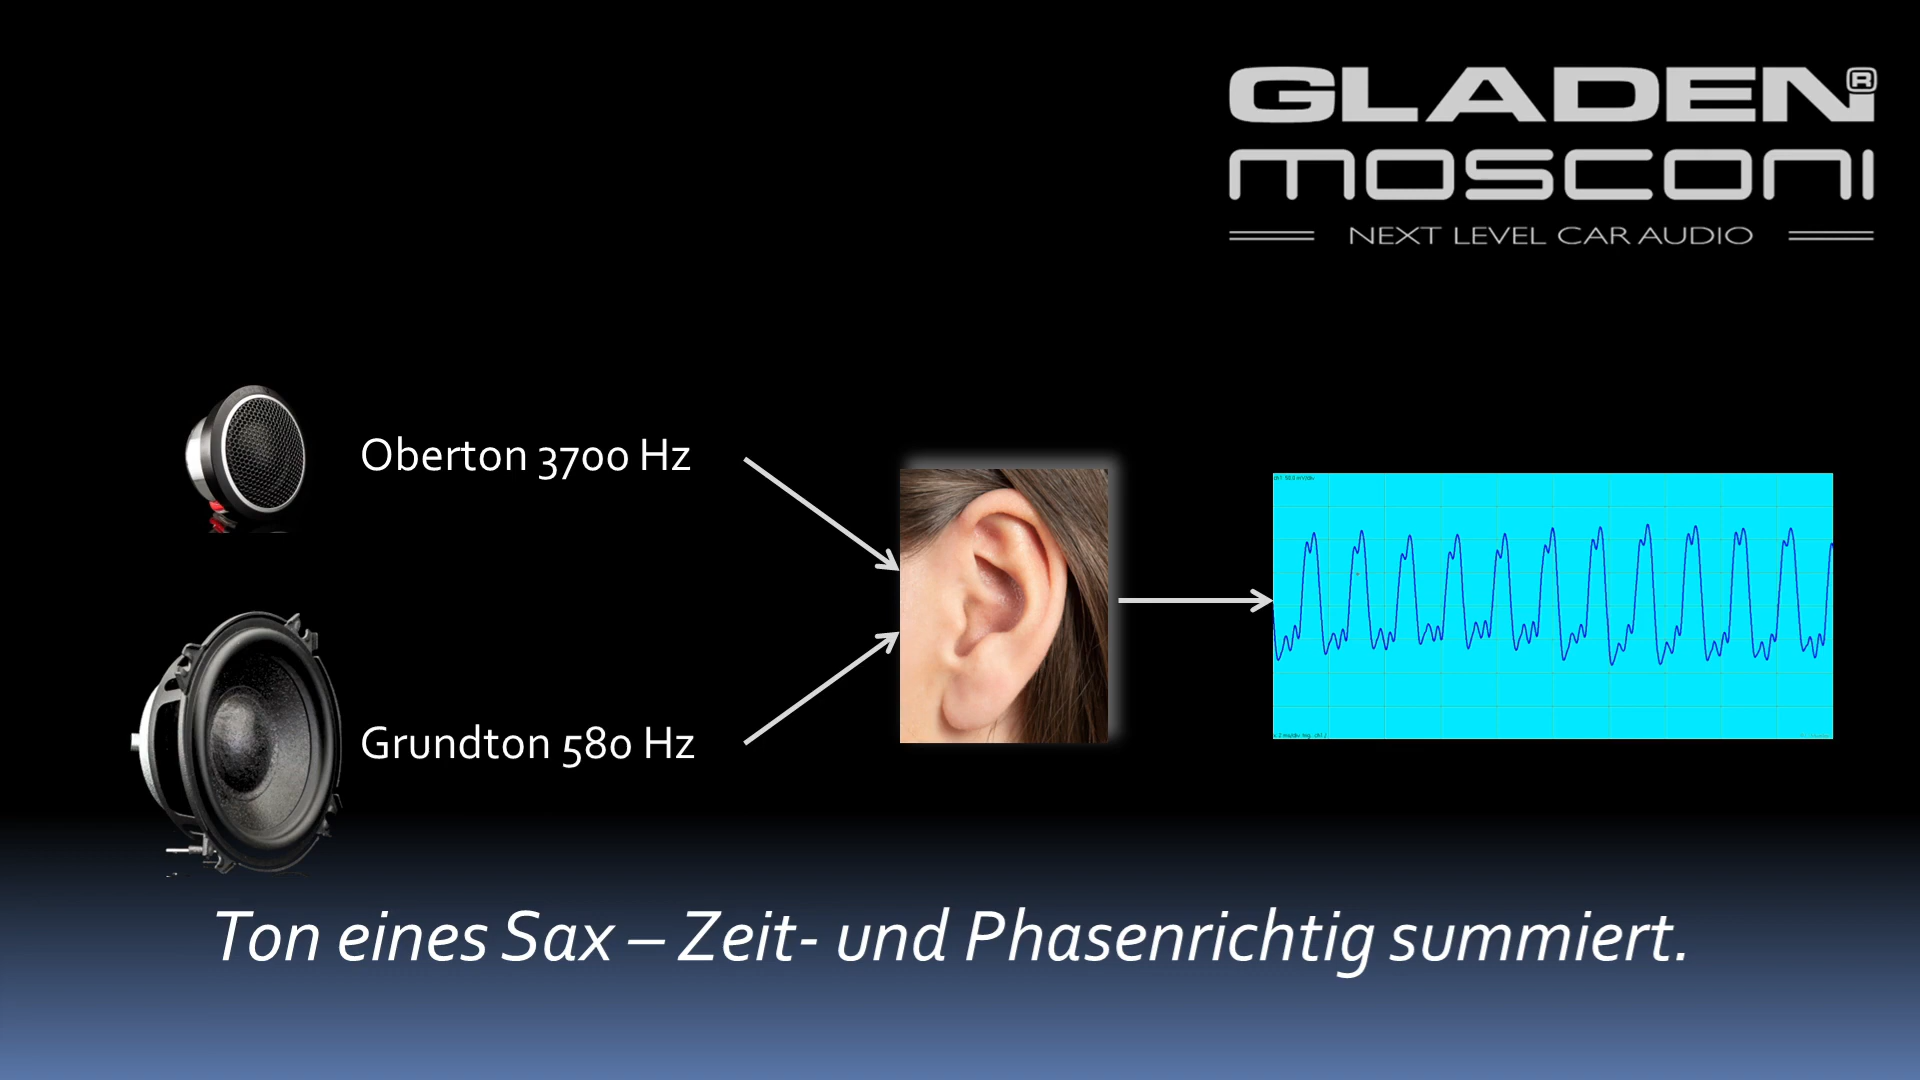 GLADEN®
MOSCONI
NEXT LEVEL CAR AUDIO
Oberton 3700 Hz
Grundton 580 Hz
Ton eines Sax – Zeit- und Phasenrichtig summiert.